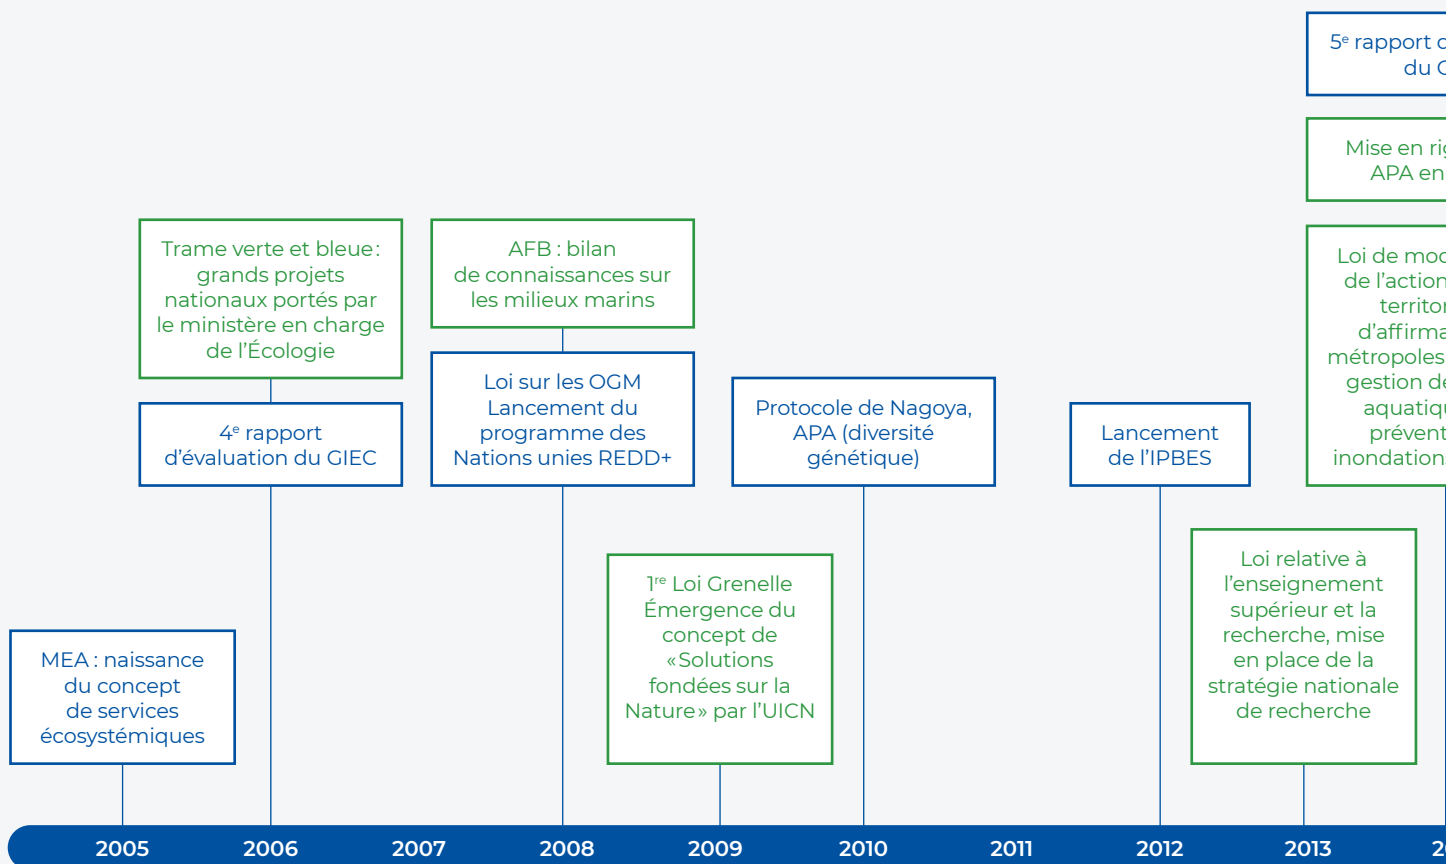 5e rapport
du
Mise en
APA en
Trame verte et bleue :
grands projets
nationaux portés par
le ministère en charge
de l’Écologie
AFB : bilan
de connaissances sur
les milieux marins
Loi de
de l’action
d’affirma
métropoles
gestion
prévent
inondation
4e rapport
d’évaluation du GIEC
Loi sur les OGM
Lancement du
programme des
Nations unies REDD+
Protocole de Nagoya,
APA (diversité
génétique)
Lancement
de l’IPBES
MEA : naissance
du concept
de services
écosystémiques
1re Loi Grenelle
Émergence du
concept de
«Solutions
fondées sur la
Nature» par l’UICN
Loi relative à
l’enseignement
supérieur et la
recherche, mise
en place de la
stratégie nationale
de recherche
2005 2006 2007 2008 2009 2010 2011 2012 2013